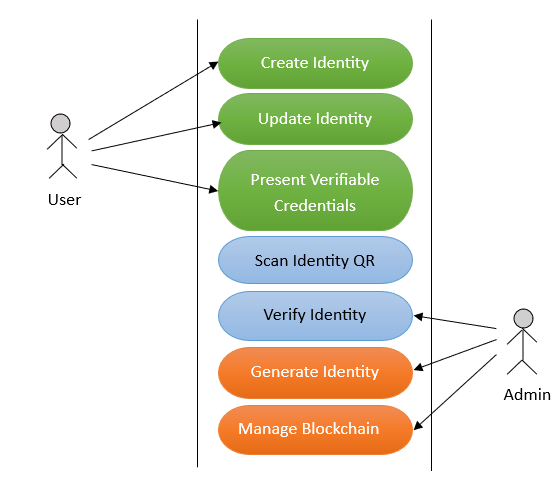 Create Identity
Update Identity
User
Present Verifiable
Credentials
Scan Identity QR
Verify Identity
Generate Identity
Admin
Manage Blockchain